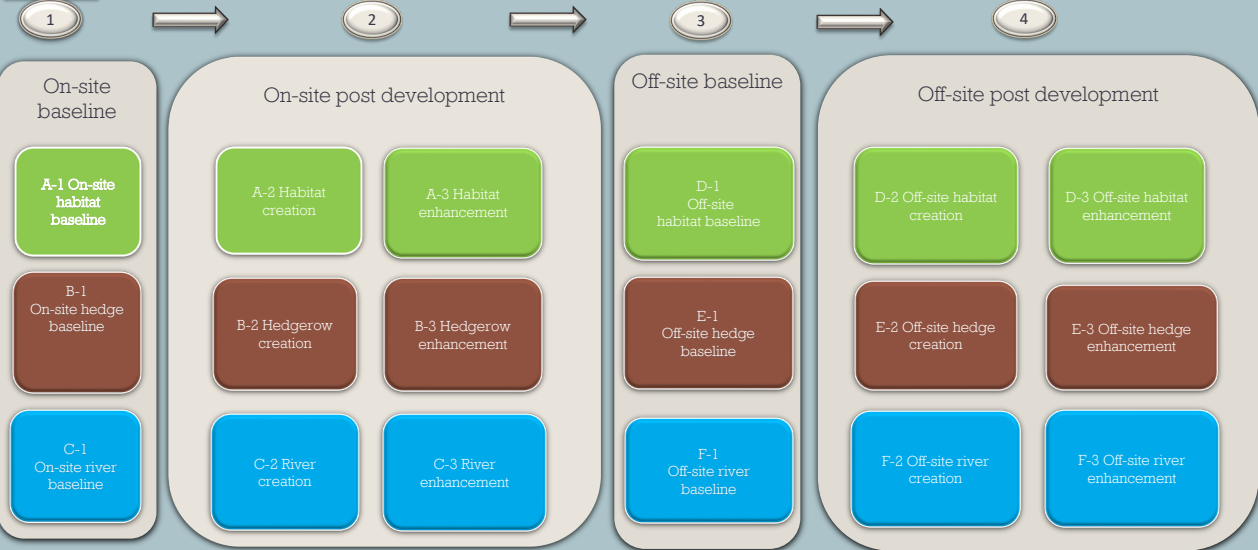 1
2
3
4
On-site
baseline
A-1 On-site
habitat
baseline
B-1
On-site hedge
baseline
C-1
On-site river
baseline
On-site post development
A-2 Habitat
creation
A-3 Habitat
enhancement
B-2 Hedgerow
creation
B-3 Hedgerow
enhancement
C-2 River
creation
C-3 River
enhancement
Off-site baseline
D-1
Off-site
habitat baseline
E-1
Off-site hedge
baseline
F-1
Off-site river
baseline
Off-site post development
D-2 Off-site habitat
creation
D-3 Off-site habitat
enhancement
E-2 Off-site hedge
creation
E-3 Off-site hedge
enhancement
F-2 Off-site river
creation
F-3 Off-site river
enhancement